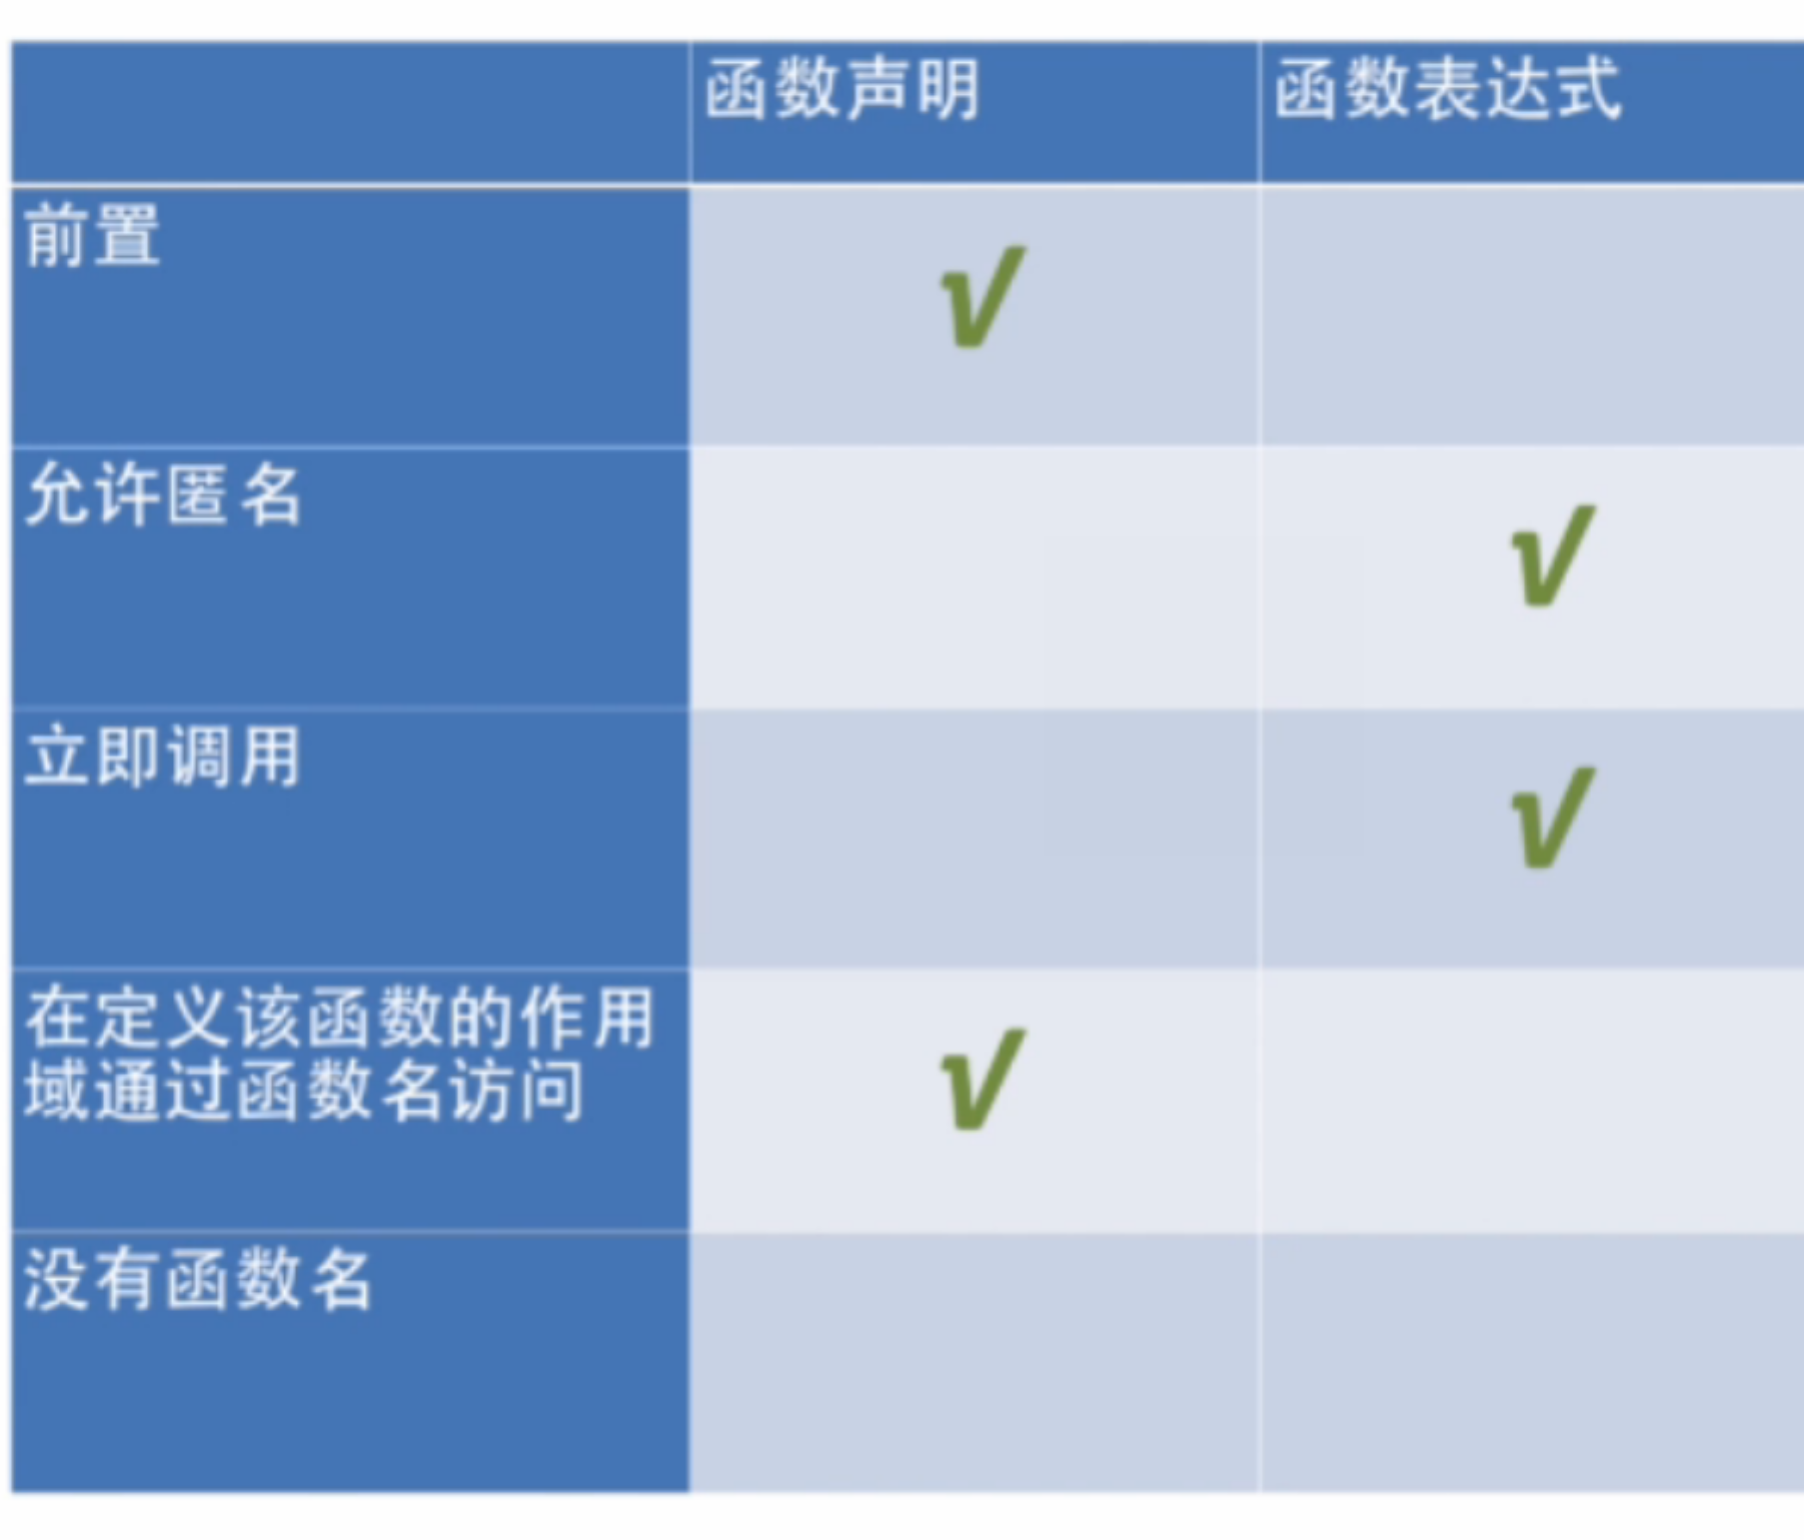 函数声明 函数表达式
前置 √
允许匿名 √
立即调用 √
在定义该函数的作用
域通过函数名访问 √
没有函数名